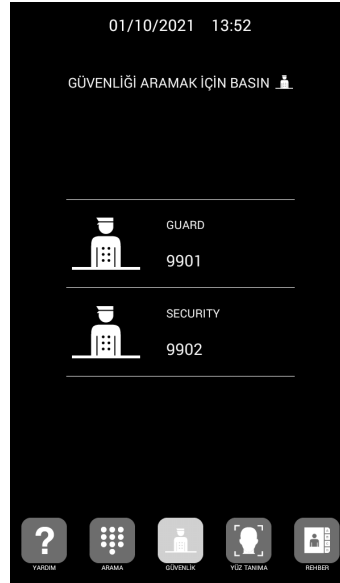 01/10/2021 13:52
GÜVENLİĞİ ARAMAK İÇİN BASIN
GUARD
9901
SECURITY
9902
YARDIM ARAMA GÜVENLİK YÜZ TANIMA REHBER